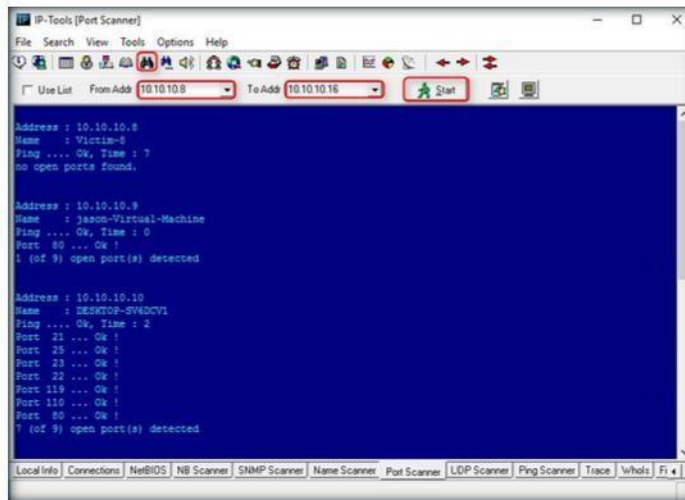 IP-Tools [Port Scanner]
File Search View Tools Options Help
Use List From Addr 10.10.10.8 To Addr 10.10.10.16 Start
Address : 10.10.10.8
Name : Victim-8
Ping .... Ok, Time : 7
no open ports found.
Address : 10.10.10.9
Name : jason-Virtual-Machine
Ping .... Ok, Time : 0
Port 80 ... Ok !
1 (of 9) open port(s) detected
Address : 10.10.10.10
Name : DESKTOP-SV6DCV1
Ping .... Ok, Time : 2
Port 21 ... Ok !
Port 25 ... Ok !
Port 23 ... Ok !
Port 22 ... Ok !
Port 119 ... Ok !
Port 110 ... Ok !
Port 80 ... Ok !
7 (of 9) open port(s) detected
Local Info Connections NetBIOS NB Scanner SNMP Scanner Name Scanner Port Scanner UDP Scanner Ping Scanner Trace WhoIs Fi